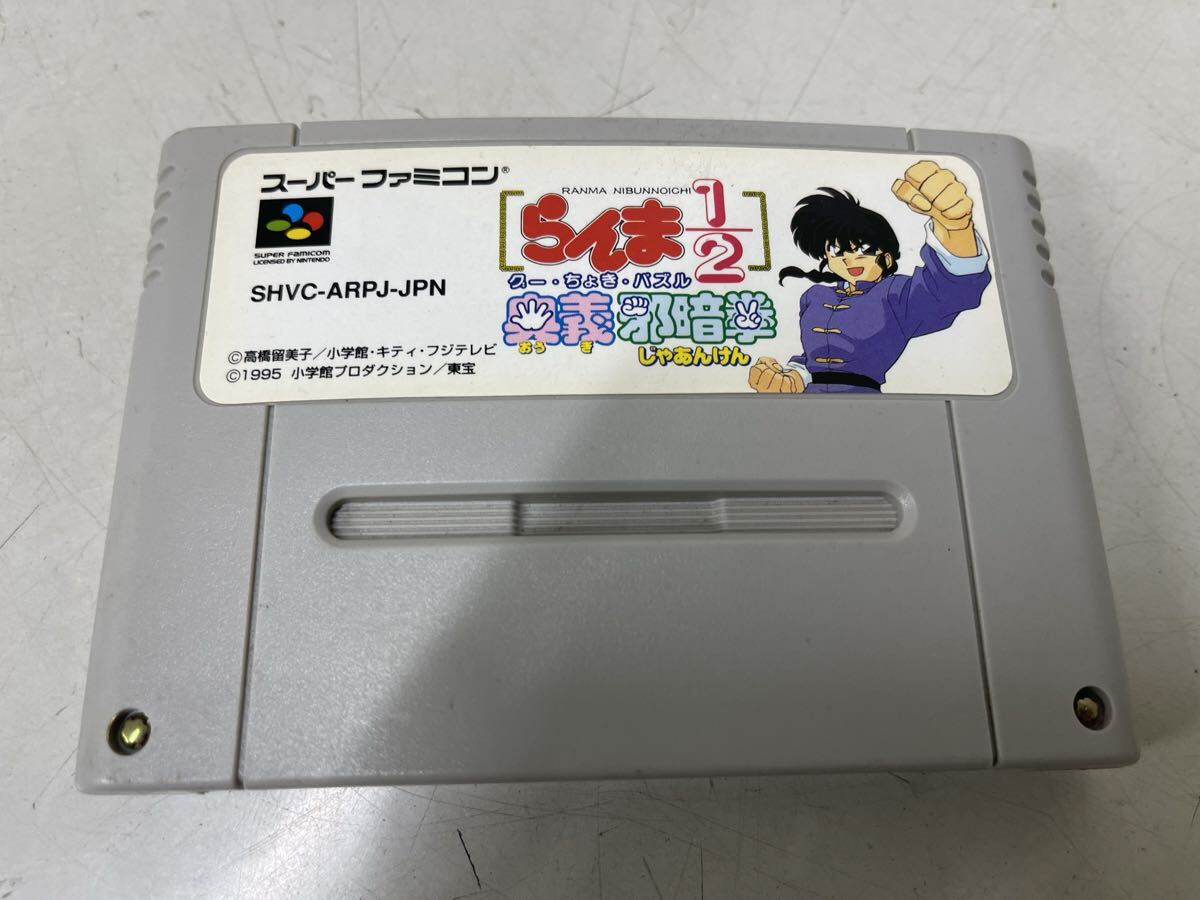 スーパーファミコン®
SUPER FAMICOM
LICENSED BY NINTENDO
SHVC-ARPJ-JPN
©高橋留美子/小学館・キティ・フジテレビ
©1995 小学館プロダクション/東宝
RANMA NIBUNNOICHI
[らんま1/2]
グー・ちょき・パズル
奥義邪暗拳
おうぎ じゃあんけん